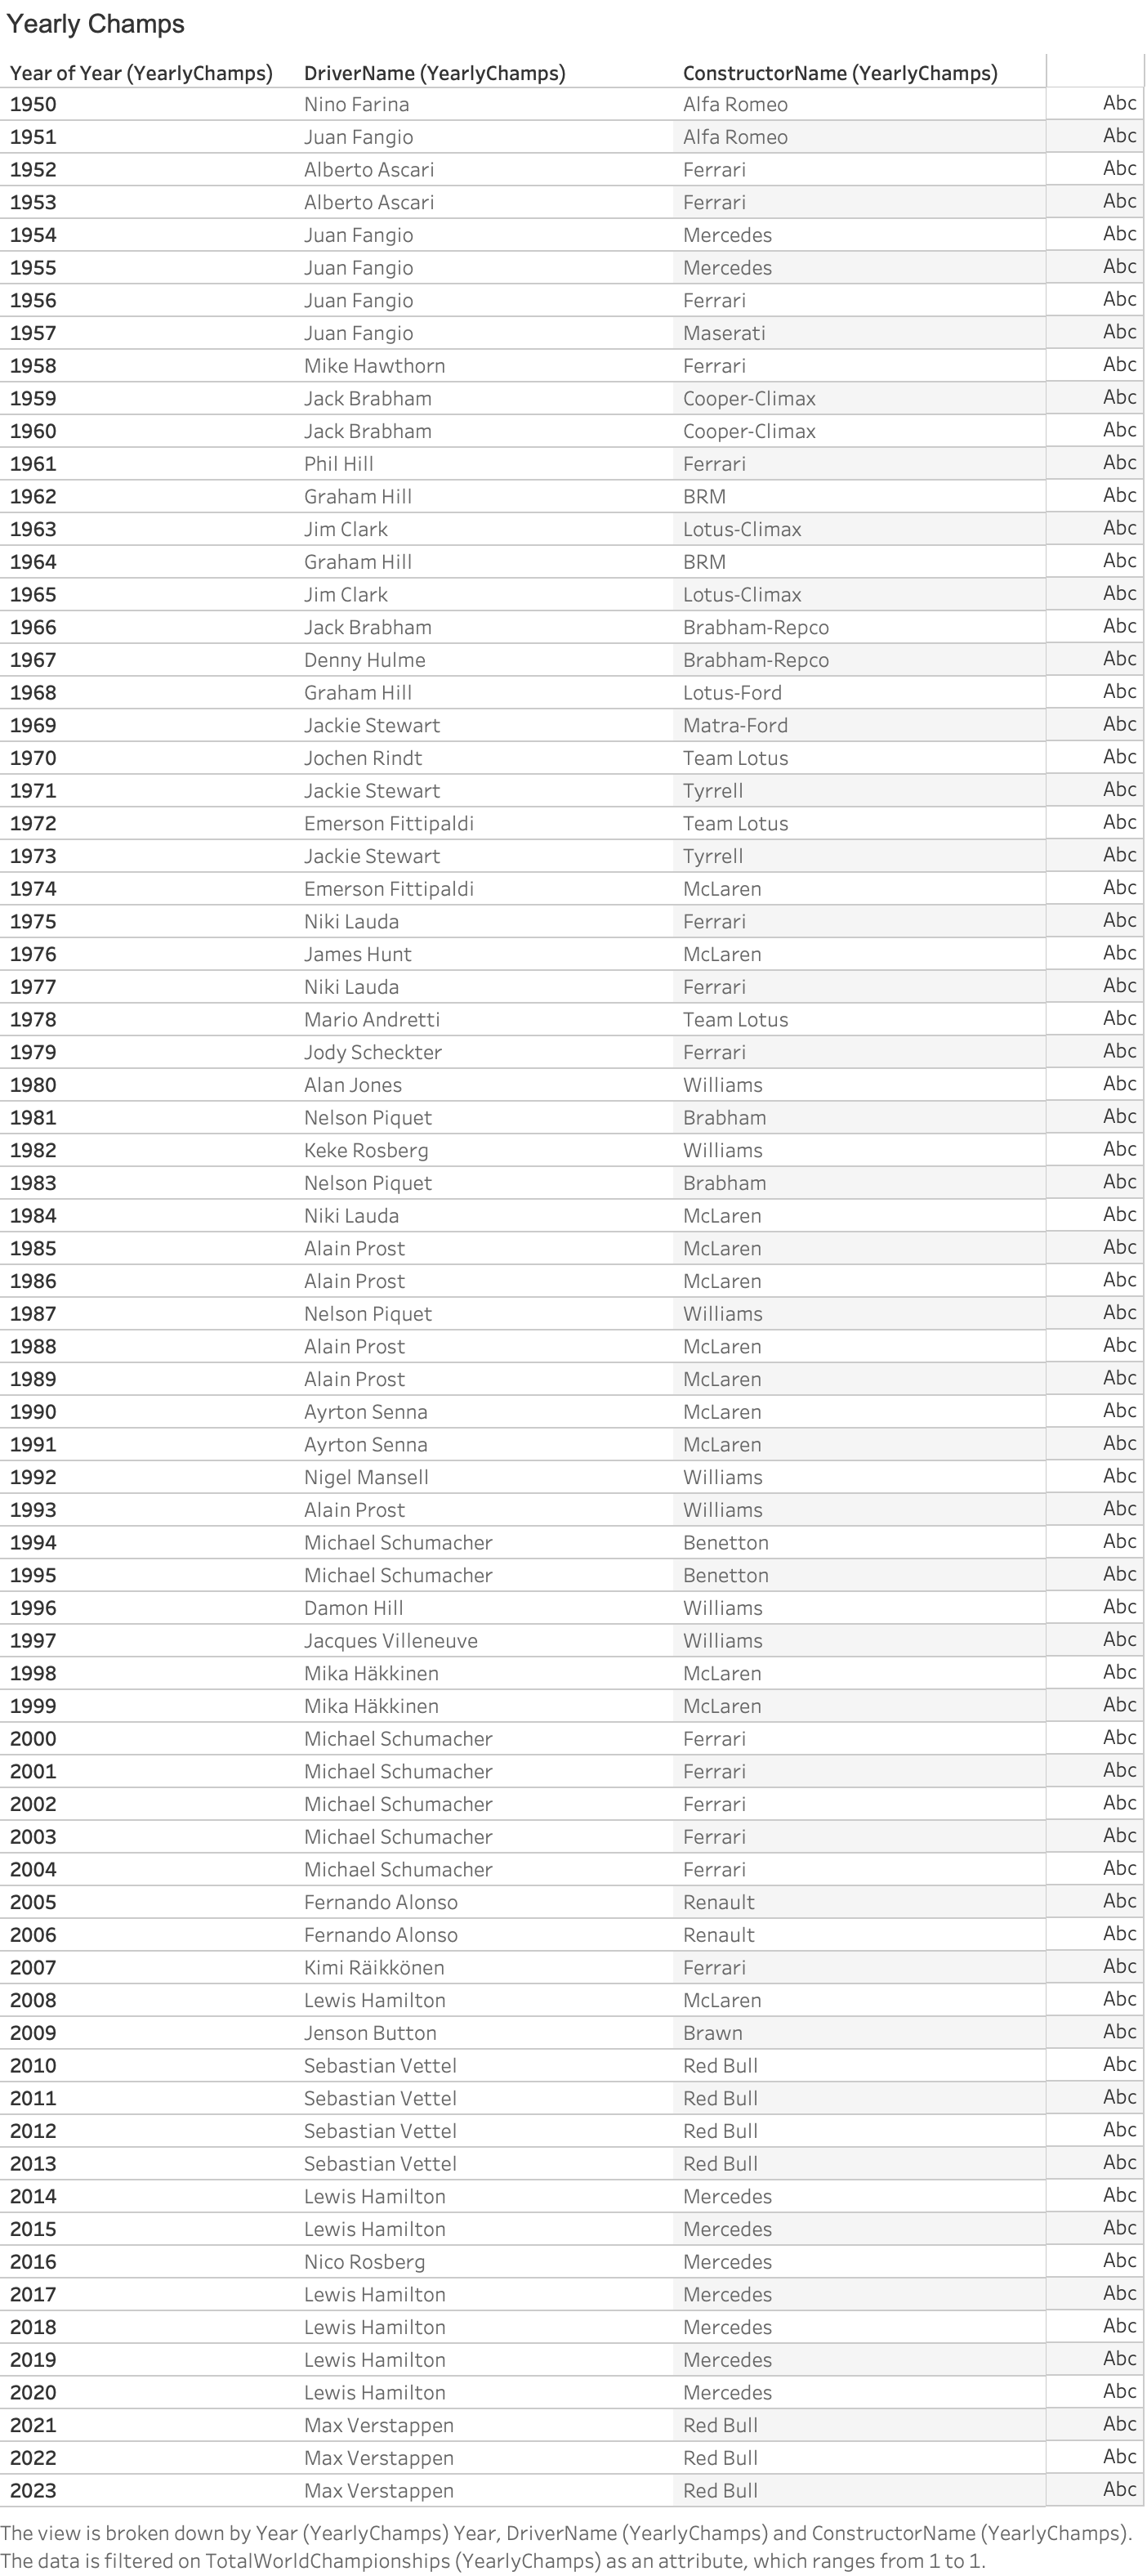 Yearly Champs
Year of Year (YearlyChamps) DriverName (YearlyChamps) ConstructorName (YearlyChamps)
1950 Nino Farina Alfa Romeo Abc
1951 Juan Fangio Alfa Romeo Abc
1952 Alberto Ascari Ferrari Abc
1953 Alberto Ascari Ferrari Abc
1954 Juan Fangio Mercedes Abc
1955 Juan Fangio Mercedes Abc
1956 Juan Fangio Ferrari Abc
1957 Juan Fangio Maserati Abc
1958 Mike Hawthorn Ferrari Abc
1959 Jack Brabham Cooper-Climax Abc
1960 Jack Brabham Cooper-Climax Abc
1961 Phil Hill Ferrari Abc
1962 Graham Hill BRM Abc
1963 Jim Clark Lotus-Climax Abc
1964 Graham Hill BRM Abc
1965 Jim Clark Lotus-Climax Abc
1966 Jack Brabham Brabham-Repco Abc
1967 Denny Hulme Brabham-Repco Abc
1968 Graham Hill Lotus-Ford Abc
1969 Jackie Stewart Matra-Ford Abc
1970 Jochen Rindt Team Lotus Abc
1971 Jackie Stewart Tyrrell Abc
1972 Emerson Fittipaldi Team Lotus Abc
1973 Jackie Stewart Tyrrell Abc
1974 Emerson Fittipaldi McLaren Abc
1975 Niki Lauda Ferrari Abc
1976 James Hunt McLaren Abc
1977 Niki Lauda Ferrari Abc
1978 Mario Andretti Team Lotus Abc
1979 Jody Scheckter Ferrari Abc
1980 Alan Jones Williams Abc
1981 Nelson Piquet Brabham Abc
1982 Keke Rosberg Williams Abc
1983 Nelson Piquet Brabham Abc
1984 Niki Lauda McLaren Abc
1985 Alain Prost McLaren Abc
1986 Alain Prost McLaren Abc
1987 Nelson Piquet Williams Abc
1988 Alain Prost McLaren Abc
1989 Alain Prost McLaren Abc
1990 Ayrton Senna McLaren Abc
1991 Ayrton Senna McLaren Abc
1992 Nigel Mansell Williams Abc
1993 Alain Prost Williams Abc
1994 Michael Schumacher Benetton Abc
1995 Michael Schumacher Benetton Abc
1996 Damon Hill Williams Abc
1997 Jacques Villeneuve Williams Abc
1998 Mika Häkkinen McLaren Abc
1999 Mika Häkkinen McLaren Abc
2000 Michael Schumacher Ferrari Abc
2001 Michael Schumacher Ferrari Abc
2002 Michael Schumacher Ferrari Abc
2003 Michael Schumacher Ferrari Abc
2004 Michael Schumacher Ferrari Abc
2005 Fernando Alonso Renault Abc
2006 Fernando Alonso Renault Abc
2007 Kimi Räikkönen Ferrari Abc
2008 Lewis Hamilton McLaren Abc
2009 Jenson Button Brawn Abc
2010 Sebastian Vettel Red Bull Abc
2011 Sebastian Vettel Red Bull Abc
2012 Sebastian Vettel Red Bull Abc
2013 Sebastian Vettel Red Bull Abc
2014 Lewis Hamilton Mercedes Abc
2015 Lewis Hamilton Mercedes Abc
2016 Nico Rosberg Mercedes Abc
2017 Lewis Hamilton Mercedes Abc
2018 Lewis Hamilton Mercedes Abc
2019 Lewis Hamilton Mercedes Abc
2020 Lewis Hamilton Mercedes Abc
2021 Max Verstappen Red Bull Abc
2022 Max Verstappen Red Bull Abc
2023 Max Verstappen Red Bull Abc
The view is broken down by Year (YearlyChamps) Year, DriverName (YearlyChamps) and ConstructorName (YearlyChamps).
The data is filtered on TotalWorldChampionships (YearlyChamps) as an attribute, which ranges from 1 to 1.